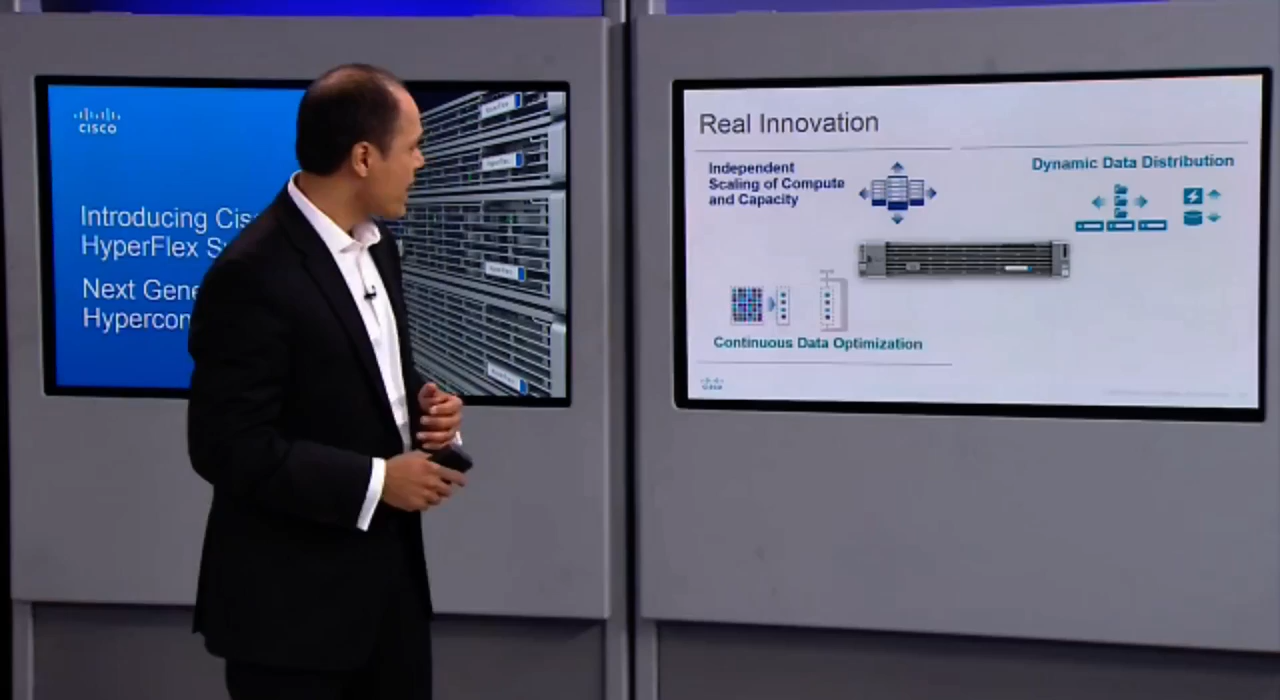 CISCO
Introducing Cis
HyperFlex S
Next Gene
Hypercon
Real Innovation
Independent
Scaling of Compute
and Capacity
Dynamic Data Distribution
Continuous Data Optimization
CISCO